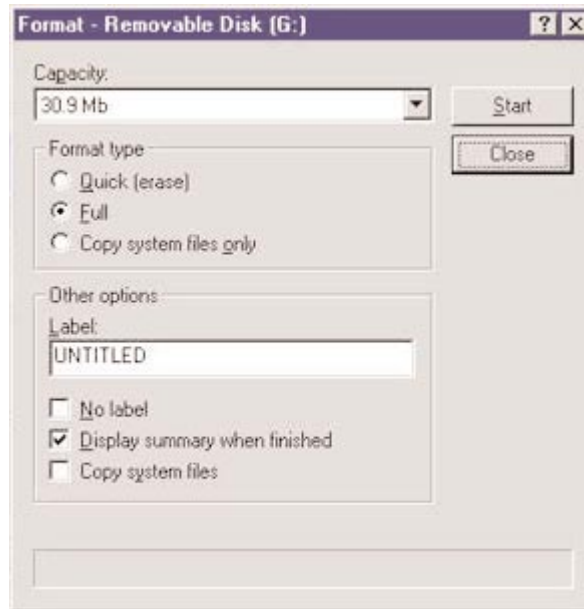 Format - Removable Disk (G:)
Capacity:
30.9 Mb
Start
Close
Format type
Quick (erase)
Full
Copy system files only
Other options
Label:
UNTITLED
No label
Display summary when finished
Copy system files